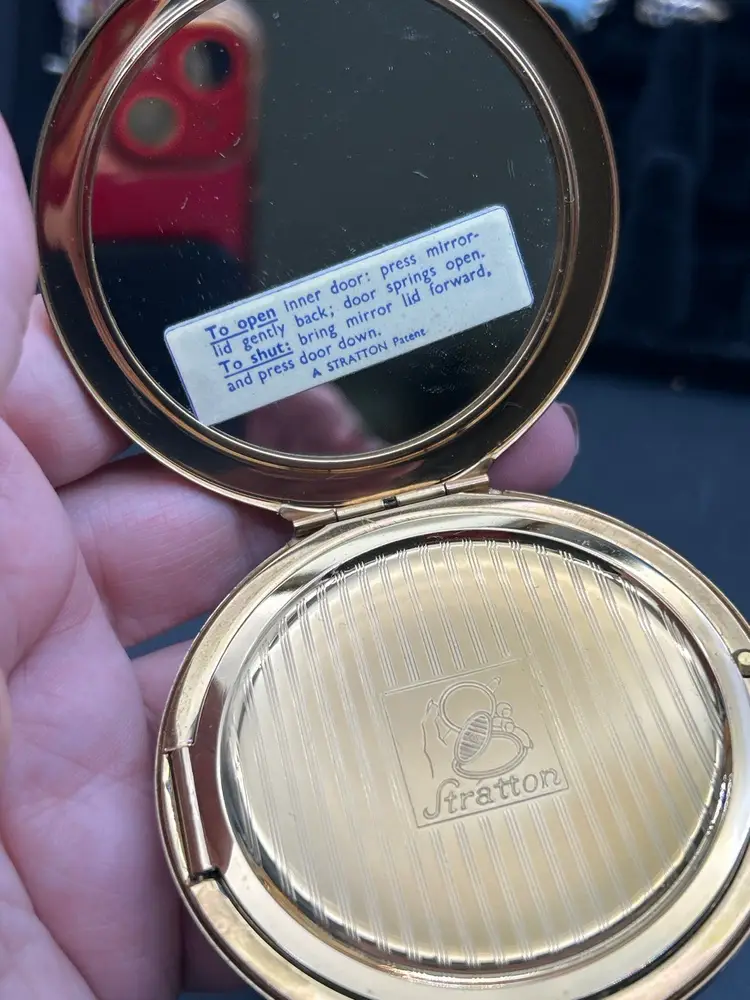 To open inner door: press mirror-
lid gently back; door springs open.
To shut: bring mirror lid forward,
and press door down.
A STRATTON Patent
Stratton